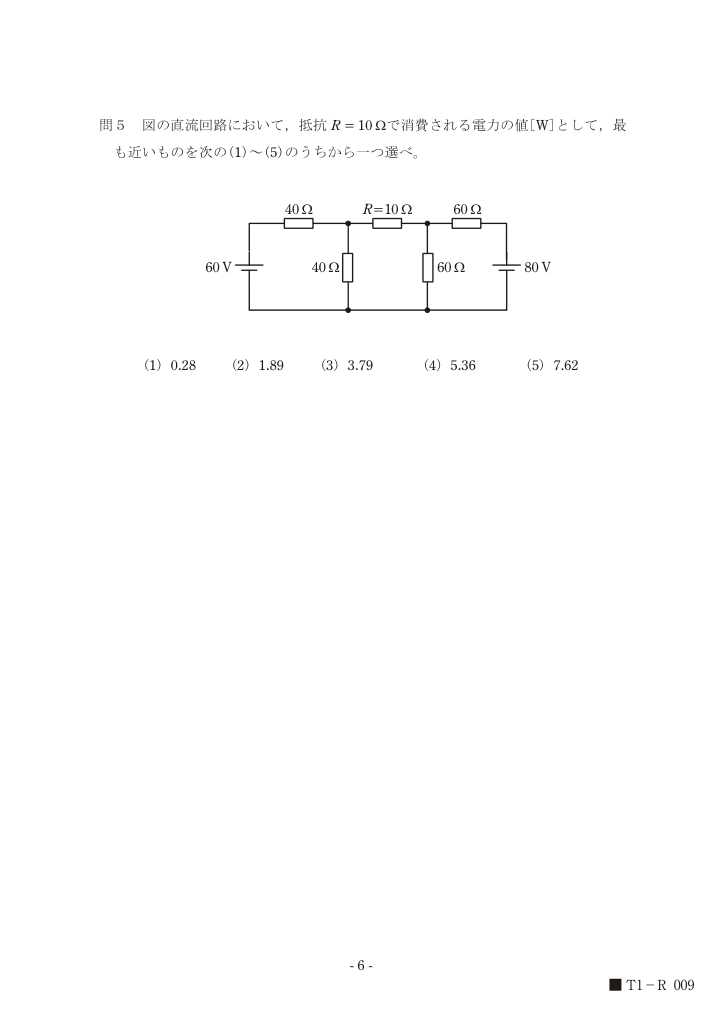 問５　図の直流回路において，抵抗 R = 10 Ωで消費される電力の値[W]として，最
も近いものを次の(1)～(5)のうちから一つ選べ。
40 Ω　R=10 Ω　60 Ω
60 V　40 Ω　60 Ω　80 V
(1) 0.28　(2) 1.89　(3) 3.79　(4) 5.36　(5) 7.62
- 6 -
■ T1－R 009